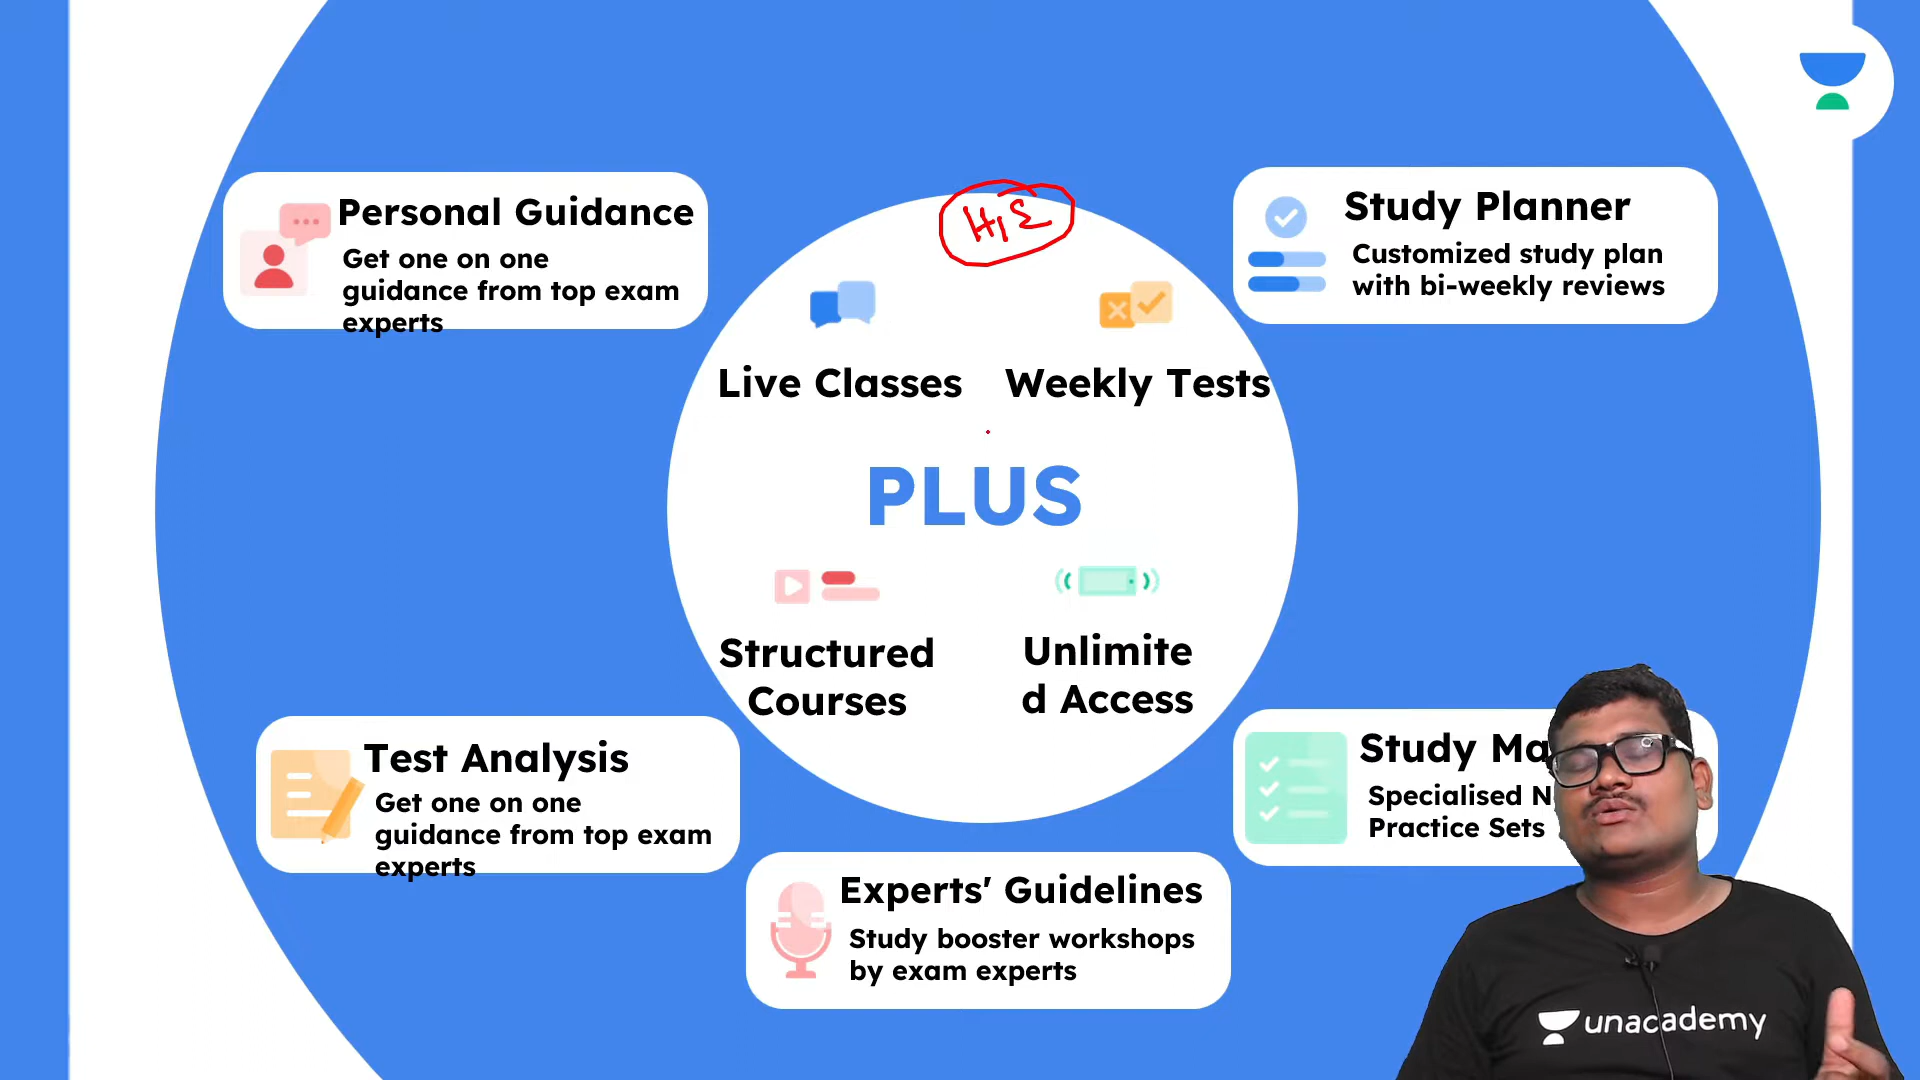 Personal Guidance
Get one on one
guidance from top exam
experts
Study Planner
Customized study plan
with bi-weekly reviews
Live Classes
Weekly Tests
PLUS
Structured
Courses
Unlimite
d Access
Test Analysis
Get one on one
guidance from top exam
experts
Study Ma
Specialised N
Practice Sets
Experts' Guidelines
Study booster workshops
by exam experts
unacademy